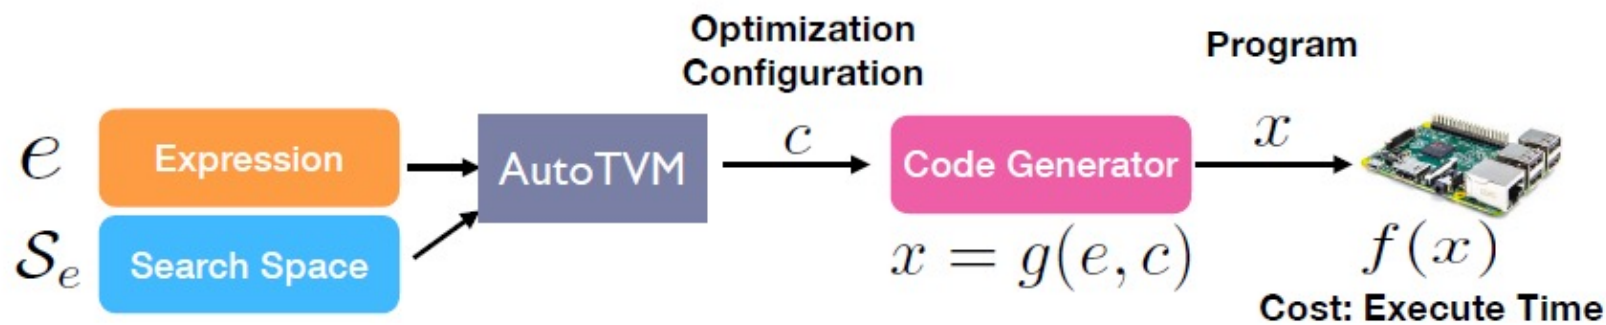 Optimization
Configuration
Program
e
Expression
AutoTVM
c
Code Generator
x
S_e
Search Space
x = g(e, c)
f(x)
Cost: Execute Time